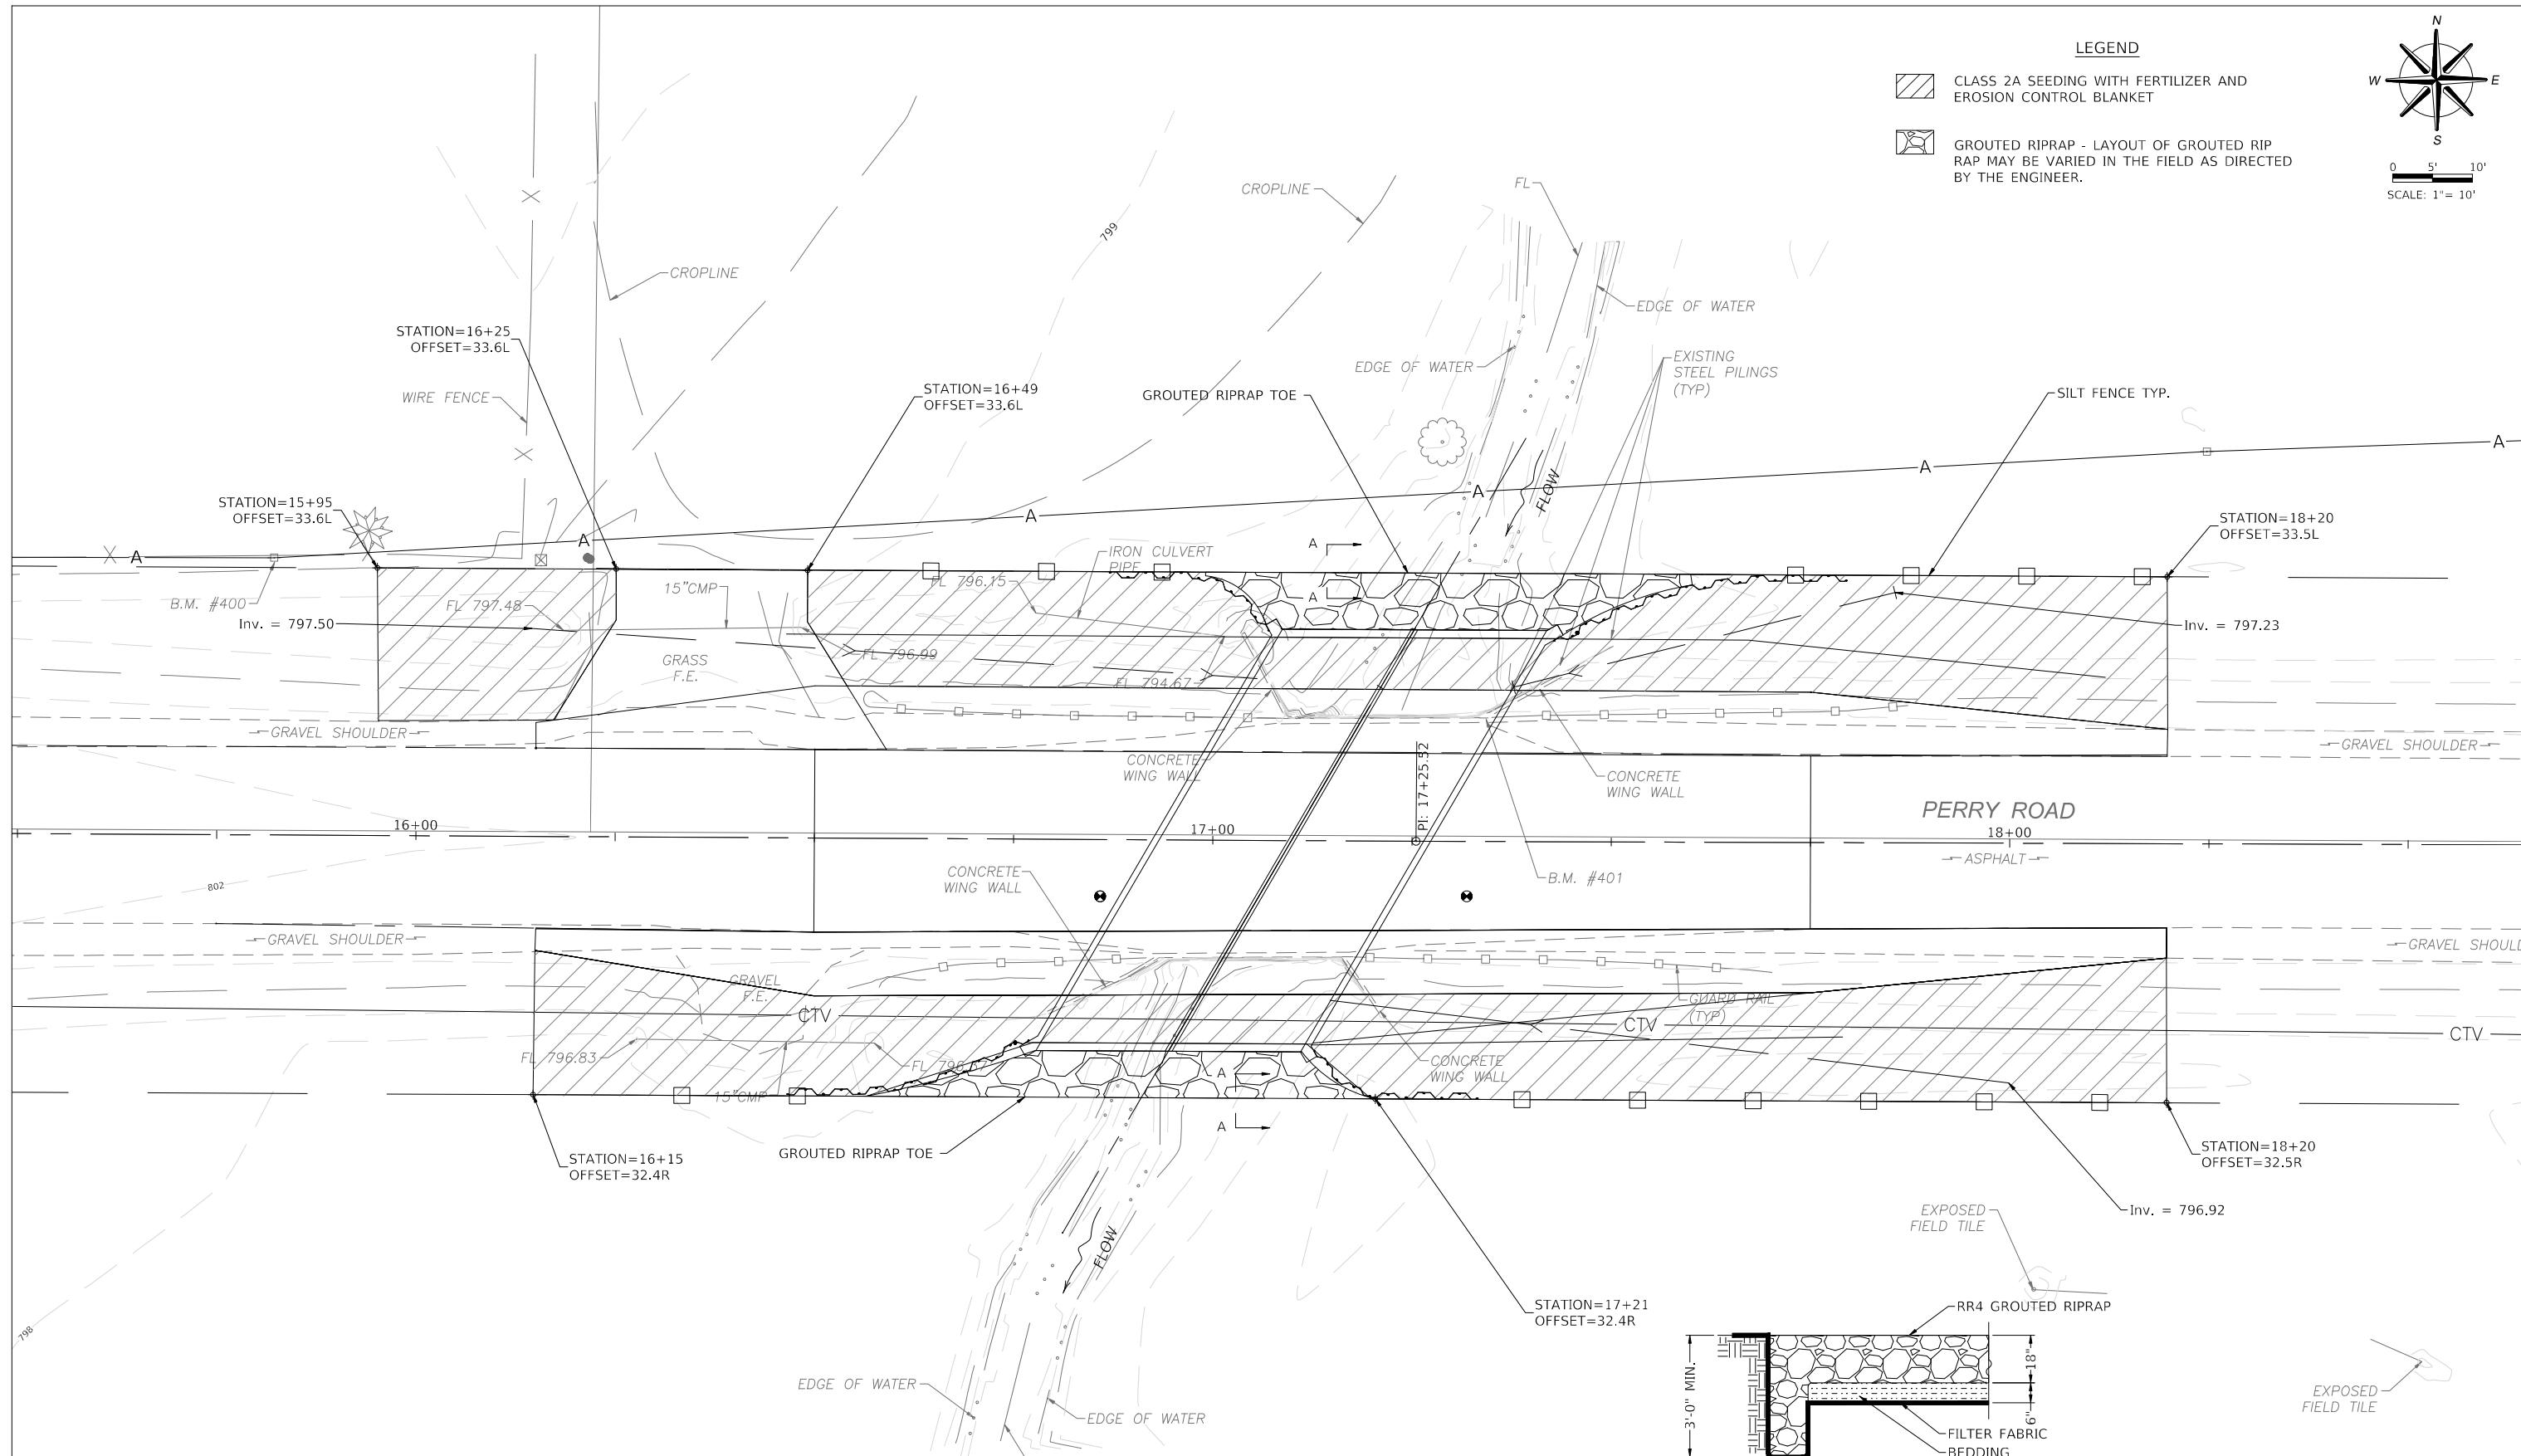 LEGEND
CLASS 2A SEEDING WITH FERTILIZER AND
EROSION CONTROL BLANKET
GROUTED RIPRAP - LAYOUT OF GROUTED RIP
RAP MAY BE VARIED IN THE FIELD AS DIRECTED
BY THE ENGINEER.
N
W
E
S
0 5' 10'
SCALE: 1"= 10'
799
CROPLINE
FL
CROPLINE
EDGE OF WATER
STATION=16+25
OFFSET=33.6L
WIRE FENCE
STATION=16+49
OFFSET=33.6L
EDGE OF WATER
EXISTING
STEEL PILINGS
(TYP)
GROUTED RIPRAP TOE
SILT FENCE TYP.
A
A
A
A
A
A
FLOW
STATION=15+95
OFFSET=33.6L
STATION=18+20
OFFSET=33.5L
A
A
IRON CULVERT
PIPE
FL 796.15
15"CMP
B.M. #400
FL 797.48
Inv. = 797.50
Inv. = 797.23
FL 796.99
GRASS
F.E.
FL 794.67
GRAVEL SHOULDER
GRAVEL SHOULDER
CONCRETE
WING WALL
CONCRETE
WING WALL
PI: 17+25.52
PERRY ROAD
16+00
17+00
18+00
ASPHALT
B.M. #401
CONCRETE
WING WALL
802
GRAVEL SHOULDER
GRAVEL SHOUL
GRAVEL
F.E.
GUARD RAIL
(TYP)
CTV
CTV
CTV
FL 796.83
15"CMP
CONCRETE
WING WALL
A
A
GROUTED RIPRAP TOE
STATION=16+15
OFFSET=32.4R
STATION=18+20
OFFSET=32.5R
Inv. = 796.92
EXPOSED
FIELD TILE
FLOW
STATION=17+21
OFFSET=32.4R
798
RR4 GROUTED RIPRAP
3'-0" MIN.
18"
6"
FILTER FABRIC
BEDDING
EDGE OF WATER
EDGE OF WATER
EXPOSED
FIELD TILE